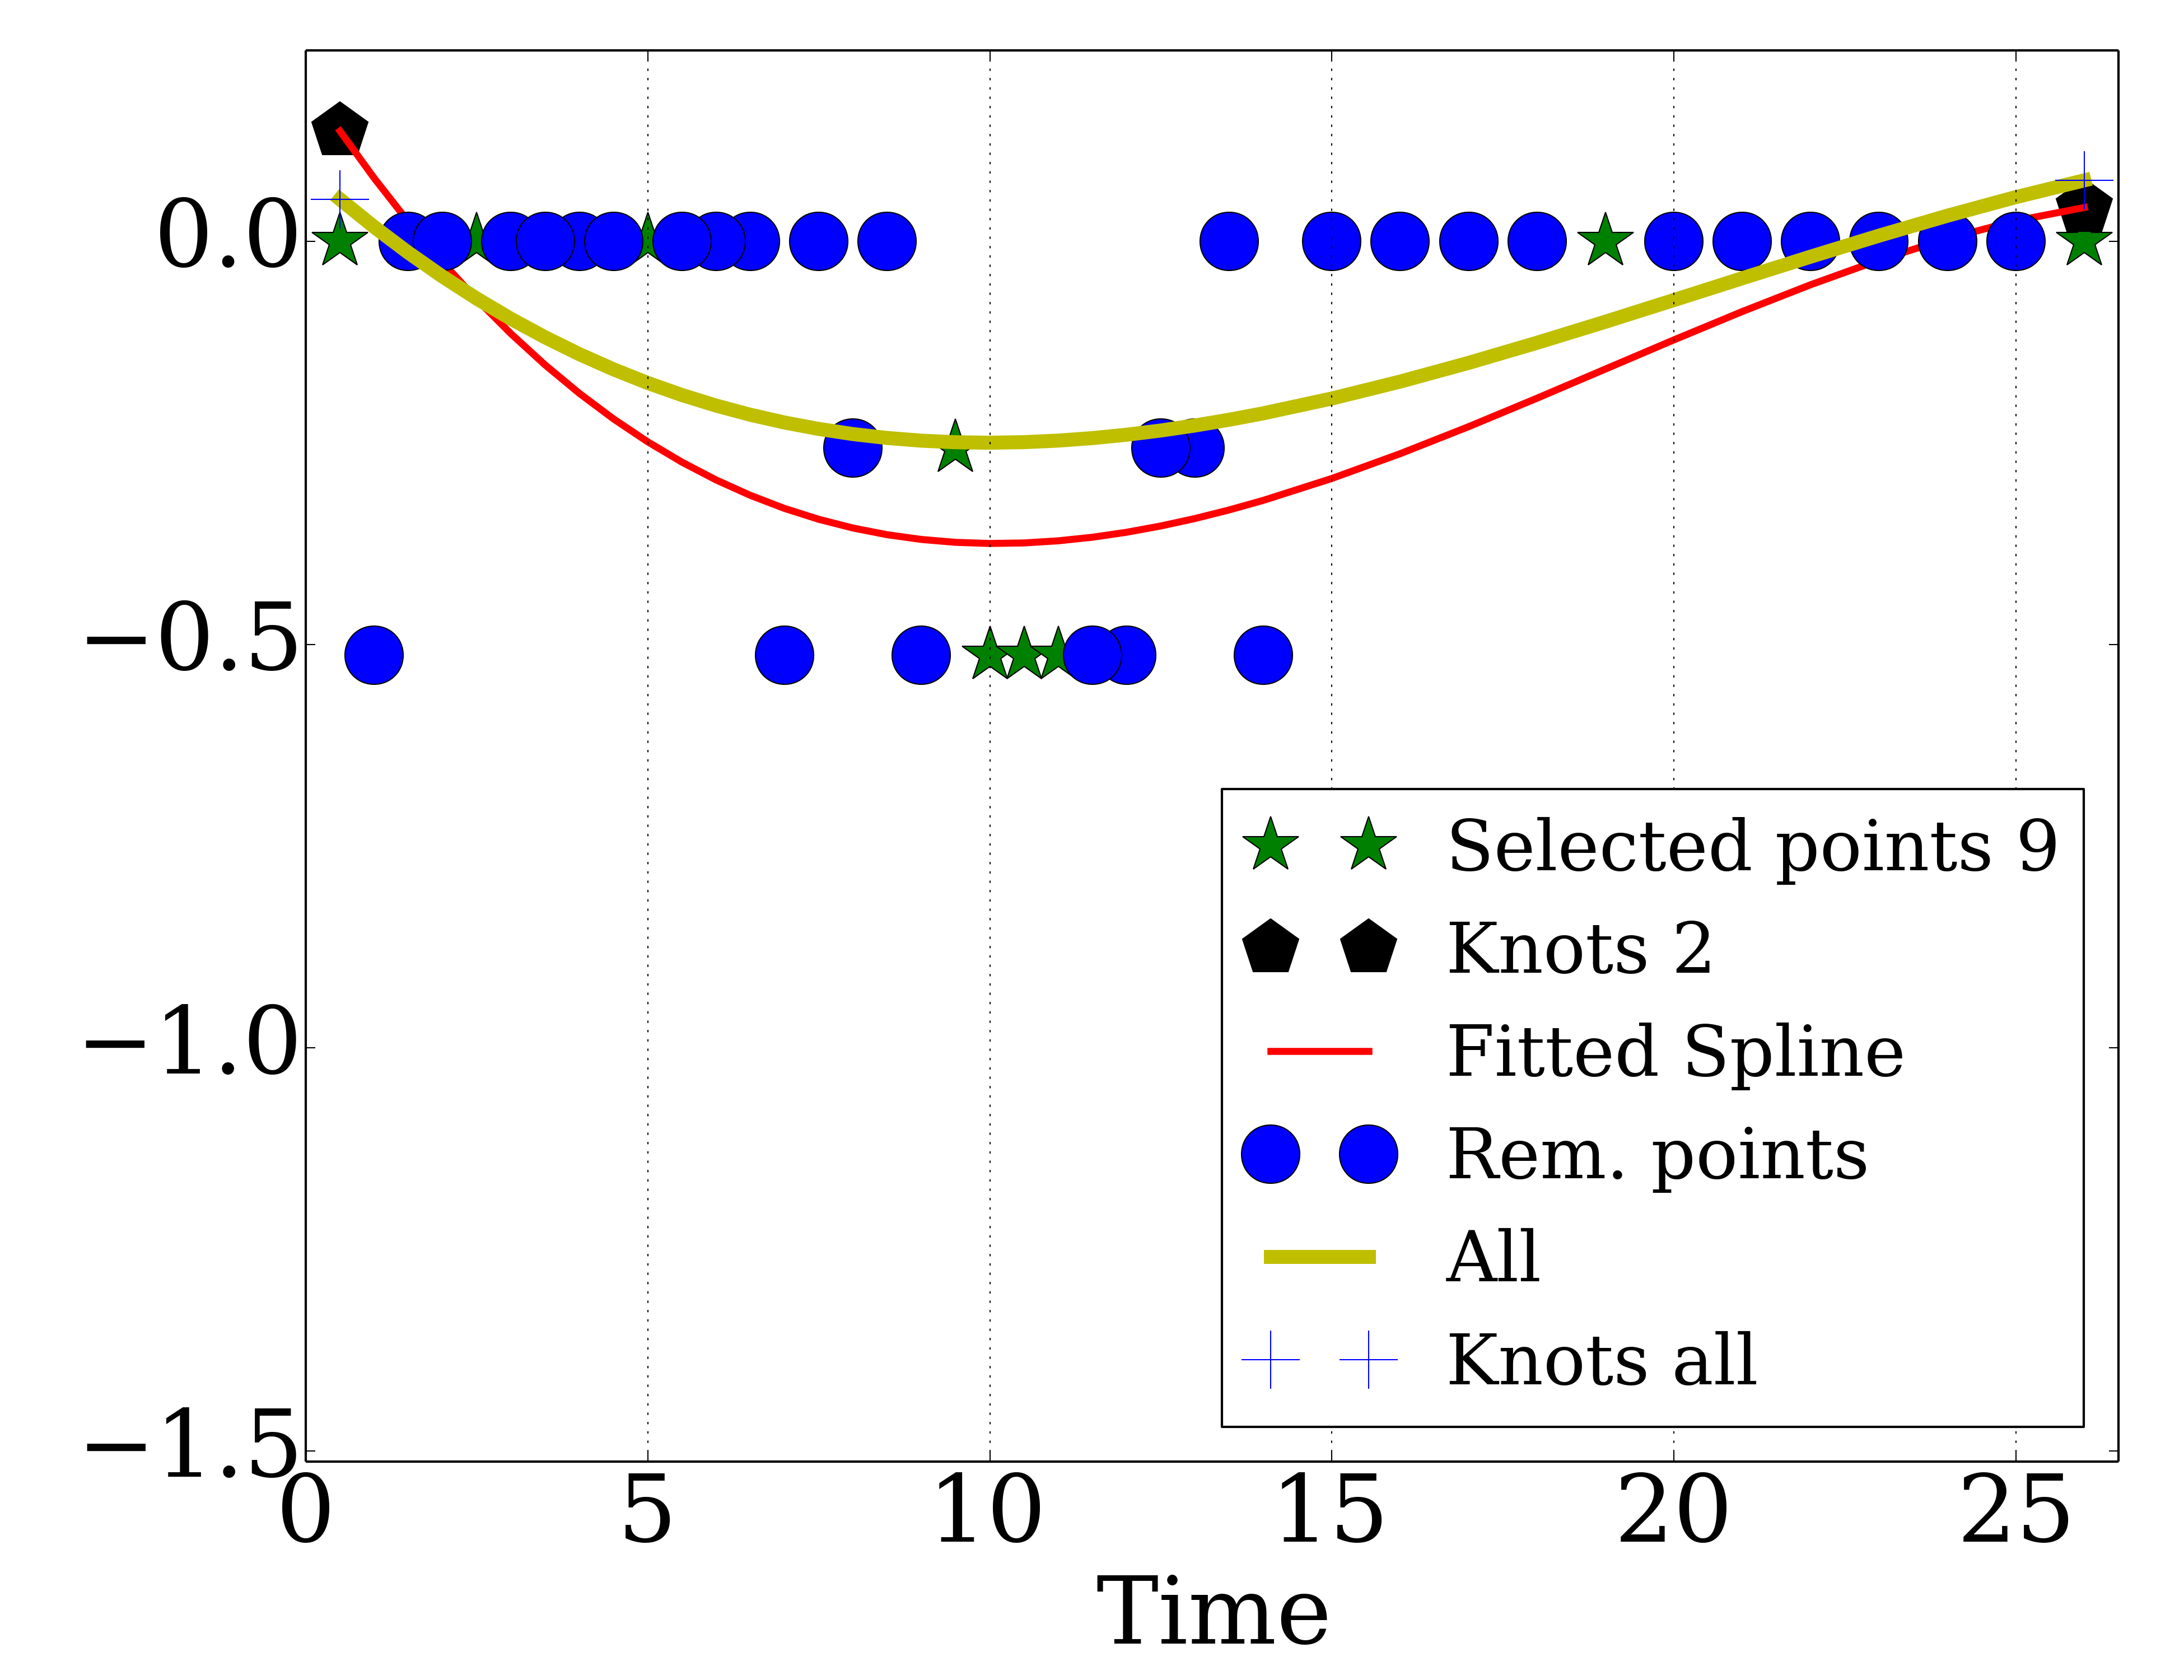 0.0
−0.5
−1.0
−1.5
0 5 10 15 20 25
Time
Selected points 9
Knots 2
Fitted Spline
Rem. points
All
Knots all